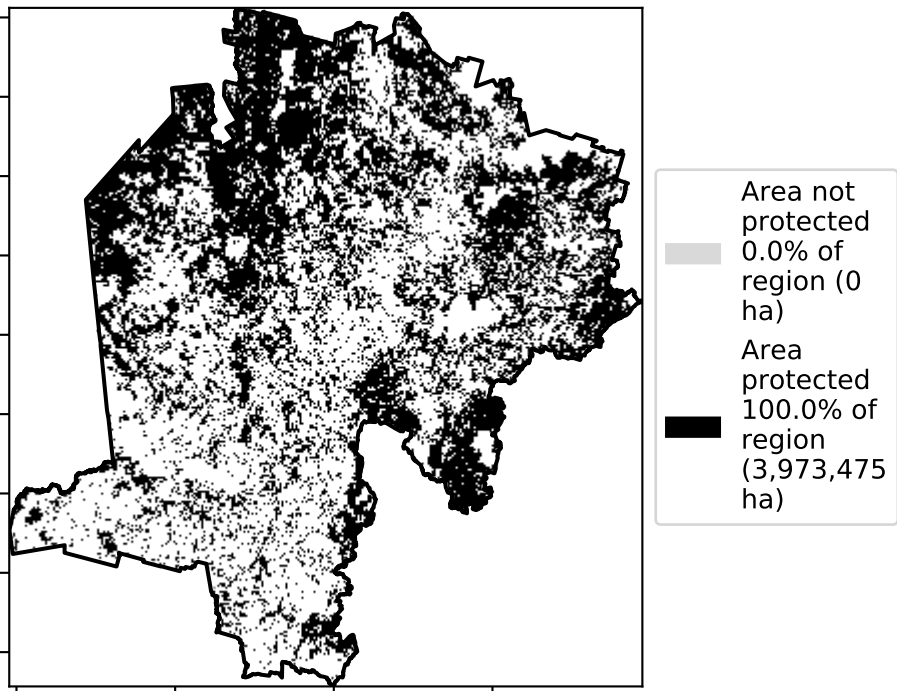 Area not
protected
0.0% of
region (0
ha)
Area
protected
100.0% of
region
(3,973,475
ha)